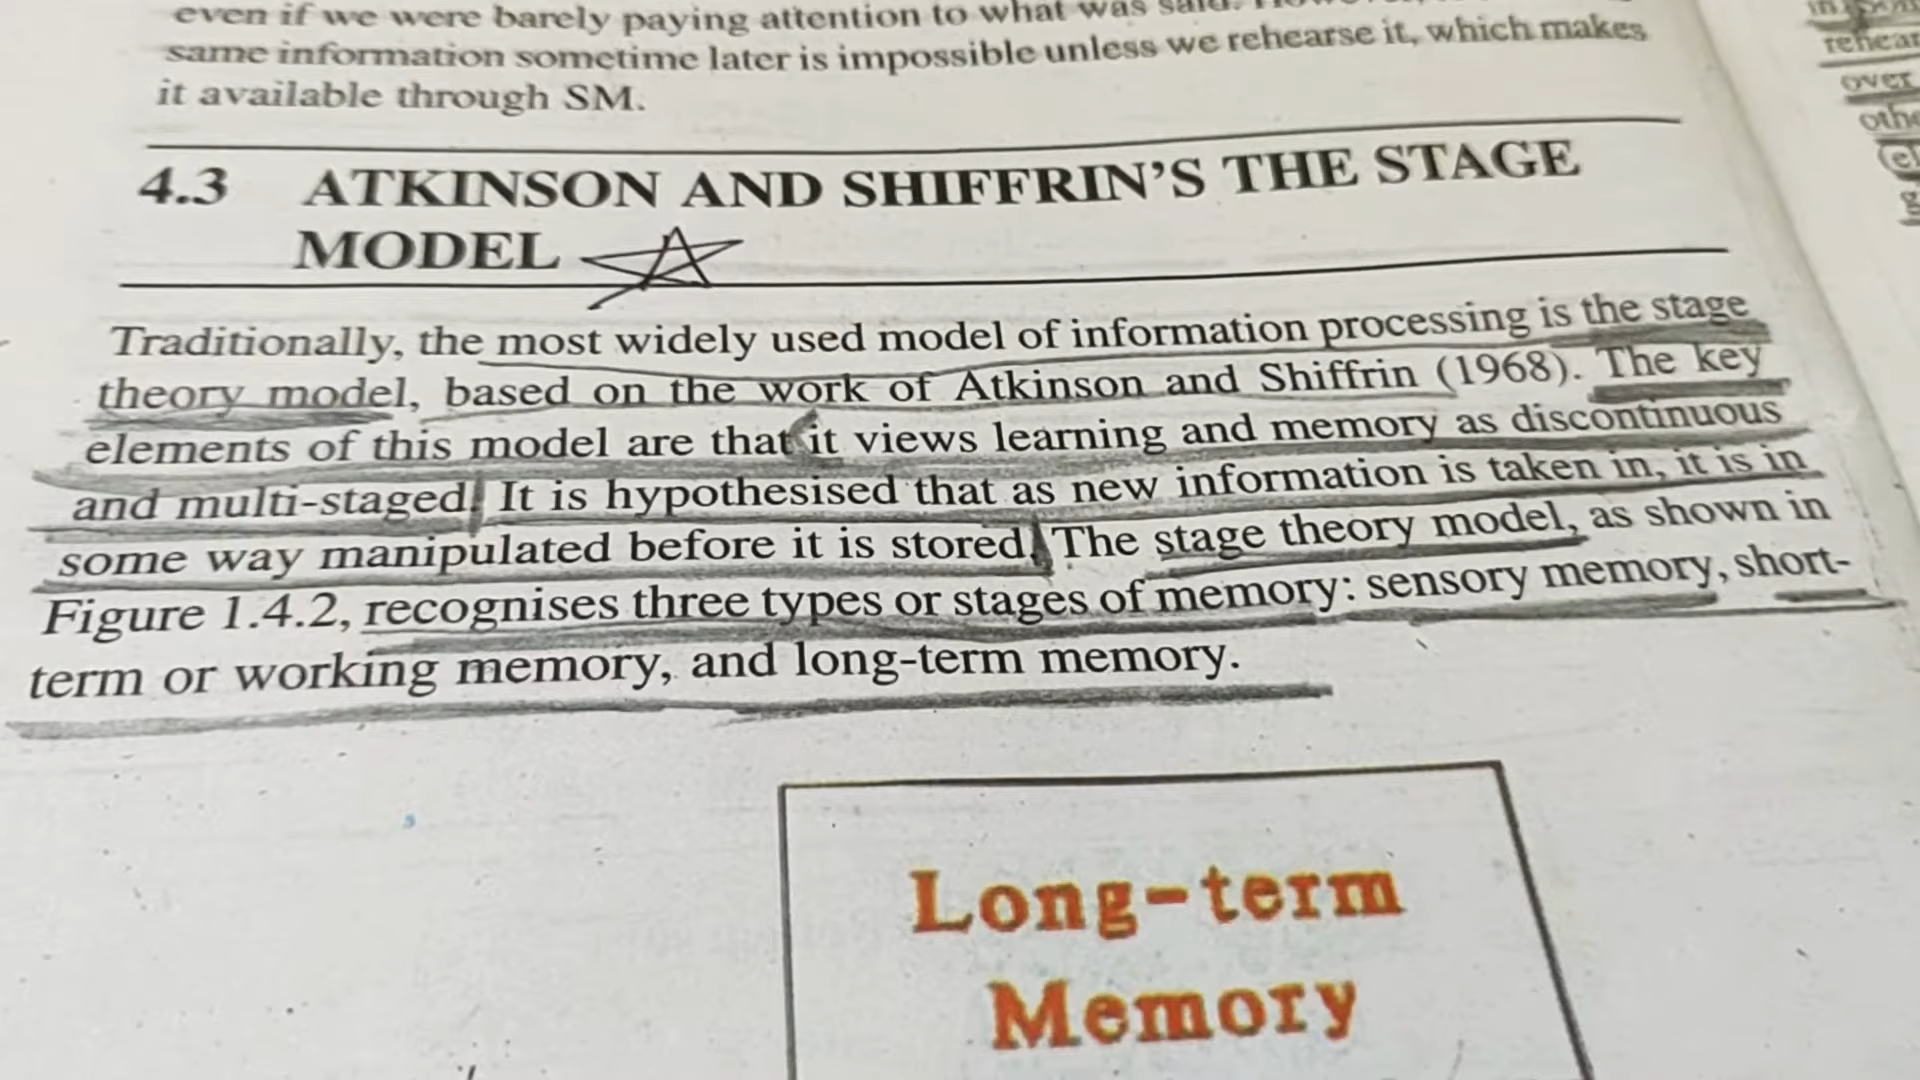 even if we were barely paying attention to what was said.
same information sometime later is impossible unless we rehearse it, which makes
it available through SM.
4.3 ATKINSON AND SHIFFRIN'S THE STAGE
MODEL
Traditionally, the most widely used model of information processing is the stage
theory model, based on the work of Atkinson and Shiffrin (1968). The key
elements of this model are that it views learning and memory as discontinuous
and multi-staged. It is hypothesised that as new information is taken in, it is in
some way manipulated before it is stored. The stage theory model, as shown in
Figure 1.4.2, recognises three types or stages of memory: sensory memory, short-
term or working memory, and long-term memory.
Long-term
Memory
over